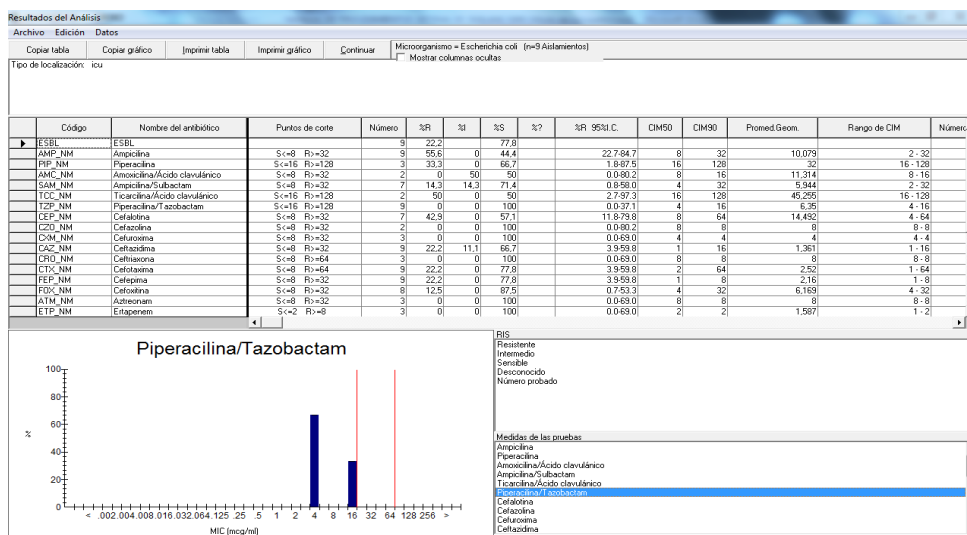 Resultados del Análisis
Archivo Edición Datos
Copiar tabla Copiar gráfico Imprimir tabla Imprimir gráfico Continuar Microorganismo = Escherichia coli (n=9 Aislamientos)
Mostrar columnas ocultas
Tipo de localización: icu
Código Nombre del antibiótico Puntos de corte Número %R %I %S %? %R 95%I.C. CIM50 CIM90 Promed.Geom. Rango de CIM Número
ESBL ESBL 9 22,2 77,8
AMP_NM Ampicilina S<=8 R>=32 9 55,6 0 44,4 22.7-84.7 8 32 10,079 2 - 32
PIP_NM Piperacilina S<=16 R>=128 3 33,3 0 66,7 1.8-87.5 16 128 32 16 - 128
AMC_NM Amoxicilina/Ácido clavulánico S<=8 R>=32 2 0 50 50 0.0-80.2 8 16 11,314 8 - 16
SAM_NM Ampicilina/Sulbactam S<=8 R>=32 7 14,3 14,3 71,4 0.8-58.0 4 32 5,944 2 - 32
TCC_NM Ticarcilina/Ácido clavulánico S<=16 R>=128 2 50 0 50 2.7-97.3 16 128 45,255 16 - 128
TZP_NM Piperacilina/Tazobactam S<=16 R>=128 9 0 0 100 0.0-37.1 4 16 6,35 4 - 16
CEP_NM Cefalotina S<=8 R>=32 7 42,9 0 57,1 11.8-79.8 8 64 14,492 4 - 64
CZO_NM Cefazolina S<=8 R>=32 2 0 0 100 0.0-80.2 8 8 8 8 - 8
CXM_NM Cefuroxima S<=8 R>=32 3 0 0 100 0.0-69.0 4 4 4 4 - 4
CAZ_NM Ceftazidima S<=8 R>=32 9 22,2 11,1 66,7 3.9-59.8 1 16 1,361 1 - 16
CRO_NM Ceftriaxona S<=8 R>=64 3 0 0 100 0.0-69.0 8 8 8 8 - 8
CTX_NM Cefotaxima S<=8 R>=64 9 22,2 0 77,8 3.9-59.8 2 64 2,52 1 - 64
FEP_NM Cefepima S<=8 R>=32 9 22,2 0 77,8 3.9-59.8 1 8 2,16 1 - 8
FOX_NM Cefoxitina S<=8 R>=32 8 12,5 0 87,5 0.7-53.3 4 32 6,169 4 - 32
ATM_NM Aztreonam S<=8 R>=32 3 0 0 100 0.0-69.0 8 8 8 8 - 8
ETP_NM Ertapenem S<=2 R>=8 3 0 0 100 0.0-69.0 2 2 1,587 1 - 2
Piperacilina/Tazobactam
100
80
60
%
40
20
0
< .002 .004 .008 .016 .032 .064 .125 .25 .5 1 2 4 8 16 32 64 128 256 >
MIC (mcg/ml)
RIS
Resistente
Intermedio
Sensible
Desconocido
Número probado
Medidas de las pruebas
Ampicilina
Piperacilina
Amoxicilina/Ácido clavulánico
Ampicilina/Sulbactam
Ticarcilina/Ácido clavulánico
Piperacilina/Tazobactam
Cefalotina
Cefazolina
Cefuroxima
Ceftazidima